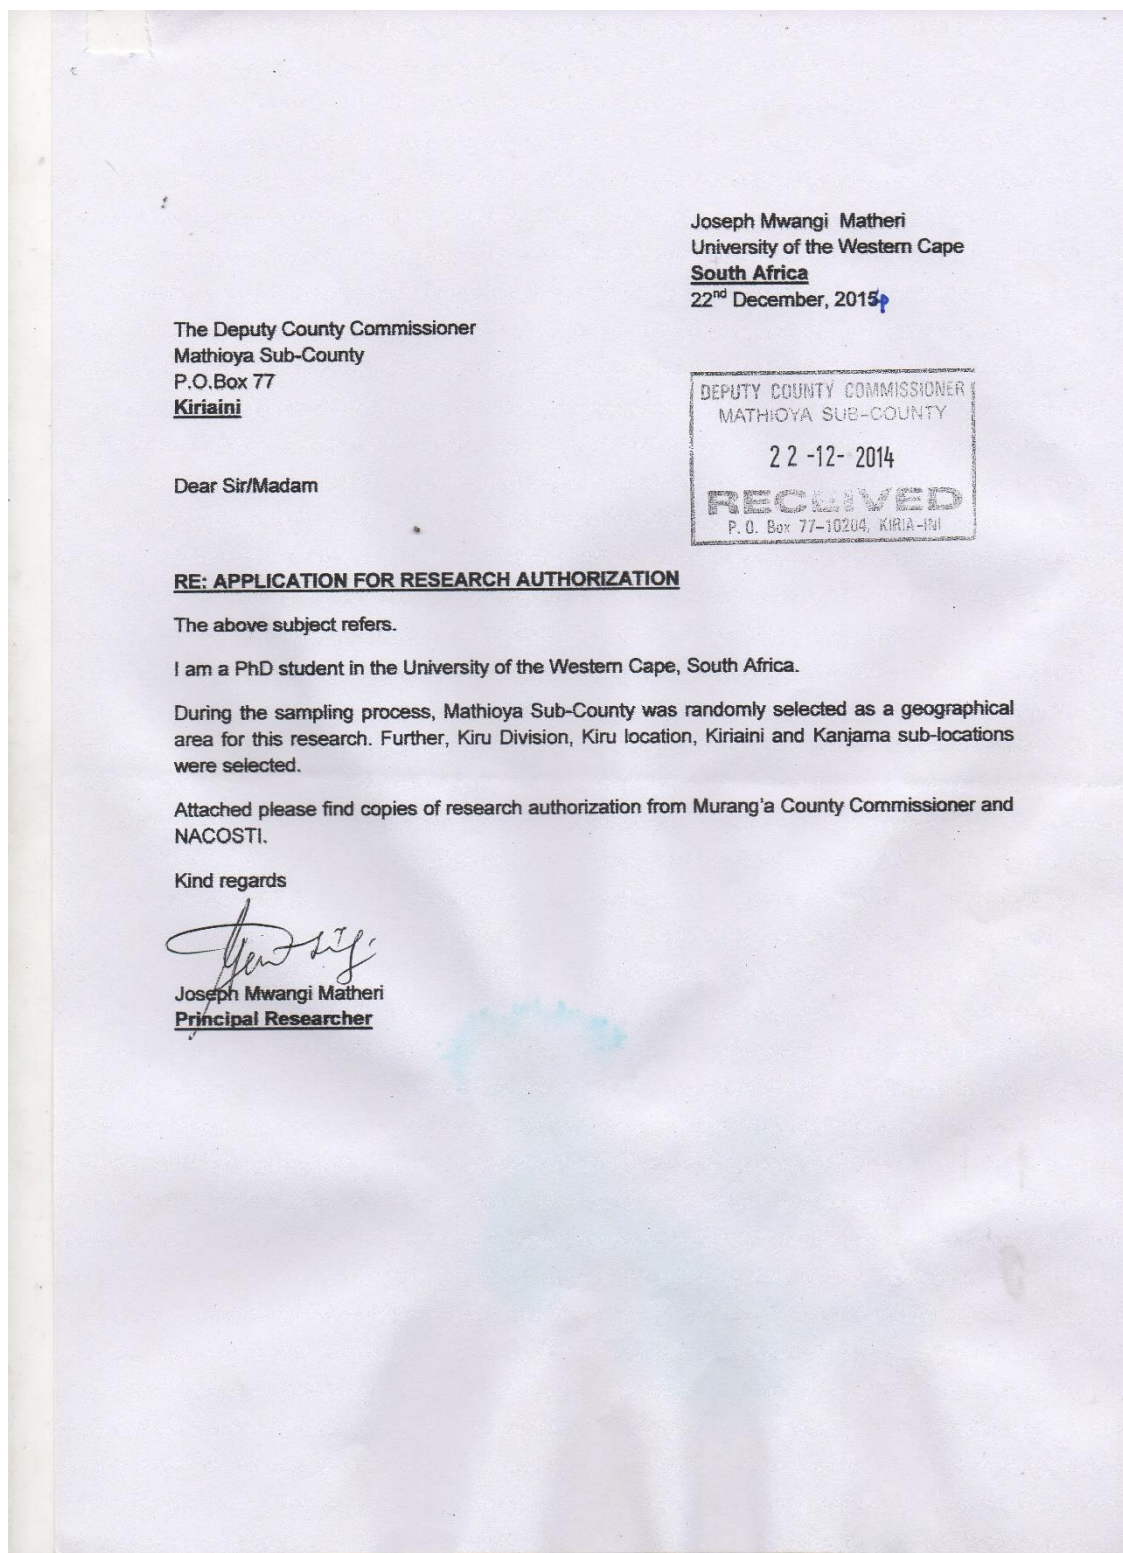 Joseph Mwangi Matheri
University of the Western Cape
South Africa
22nd December, 2015
The Deputy County Commissioner
Mathioya Sub-County
P.O.Box 77
Kiriaini
DEPUTY COUNTY COMMISSIONER
MATHIOYA SUB-COUNTY
22-12-2014
RECEIVED
P. O. Box 77-10204, KIRIA-INI
Dear Sir/Madam
RE: APPLICATION FOR RESEARCH AUTHORIZATION
The above subject refers.
I am a PhD student in the University of the Western Cape, South Africa.
During the sampling process, Mathioya Sub-County was randomly selected as a geographical
area for this research. Further, Kiru Division, Kiru location, Kiriaini and Kanjama sub-locations
were selected.
Attached please find copies of research authorization from Murang'a County Commissioner and
NACOSTI.
Kind regards
Joseph Mwangi Matheri
Principal Researcher